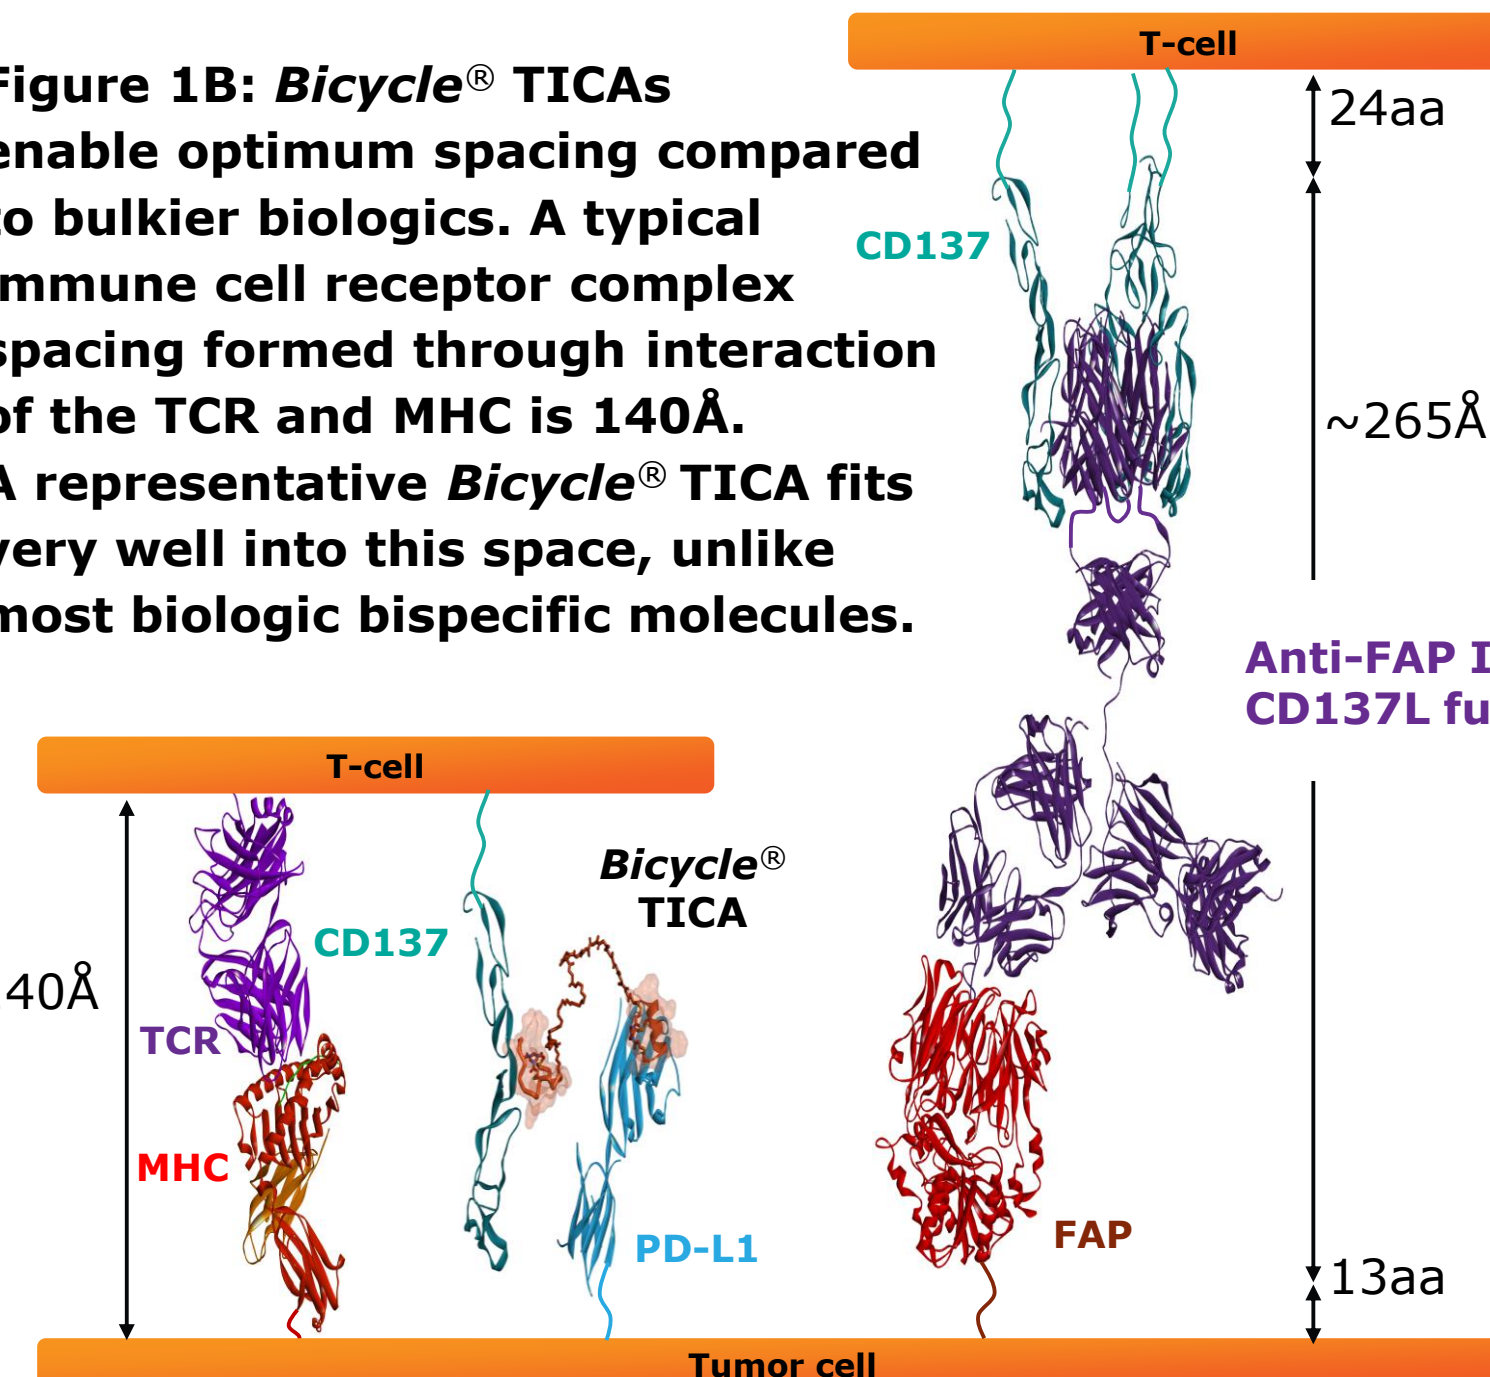 Figure 1B: Bicycle® TICAs
enable optimum spacing compared
to bulkier biologics. A typical
immune cell receptor complex
spacing formed through interaction
of the TCR and MHC is 140Å.
A representative Bicycle® TICA fits
very well into this space, unlike
most biologic bispecific molecules.
T-cell
24aa
CD137
~265Å
Anti-FAP I
CD137L fu
T-cell
Bicycle®
TICA
CD137
40Å
TCR
MHC
PD-L1
FAP
13aa
Tumor cell